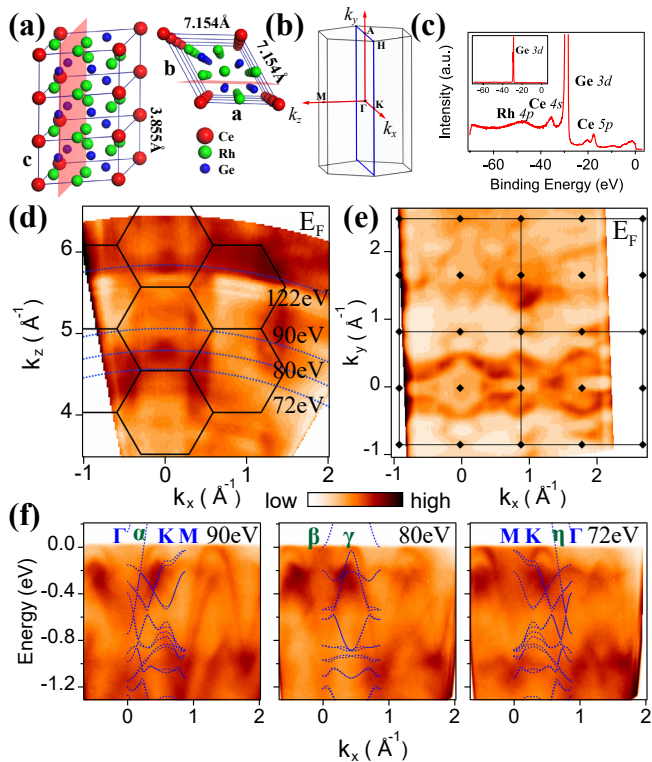 (a)
7.154Å
7.154Å
b
a
3.855Å
c
Ce
Rh
Ge
(b)
k_y
A
H
M
Γ
K
k_z
k_x
(c)
Intensity (a.u.)
Ge 3d
-60 -40 -20 0
Ge 3d
Rh 4p
Ce 4s
Ce 5p
-60 -40 -20 0
Binding Energy (eV)
(d)
E_F
6
5
4
k_z ( Å⁻¹)
122eV
90eV
80eV
72eV
-1 0 1 2
k_x ( Å⁻¹)
(e)
E_F
2
1
0
-1
k_y ( Å⁻¹)
-1 0 1 2
k_x ( Å⁻¹)
low high
(f)
Γ α K M 90eV
β γ 80eV
M K η Γ 72eV
0.0
-0.4
-0.8
-1.2
Energy (eV)
0 1 2
0 1 2
0 1 2
k_x ( Å⁻¹)